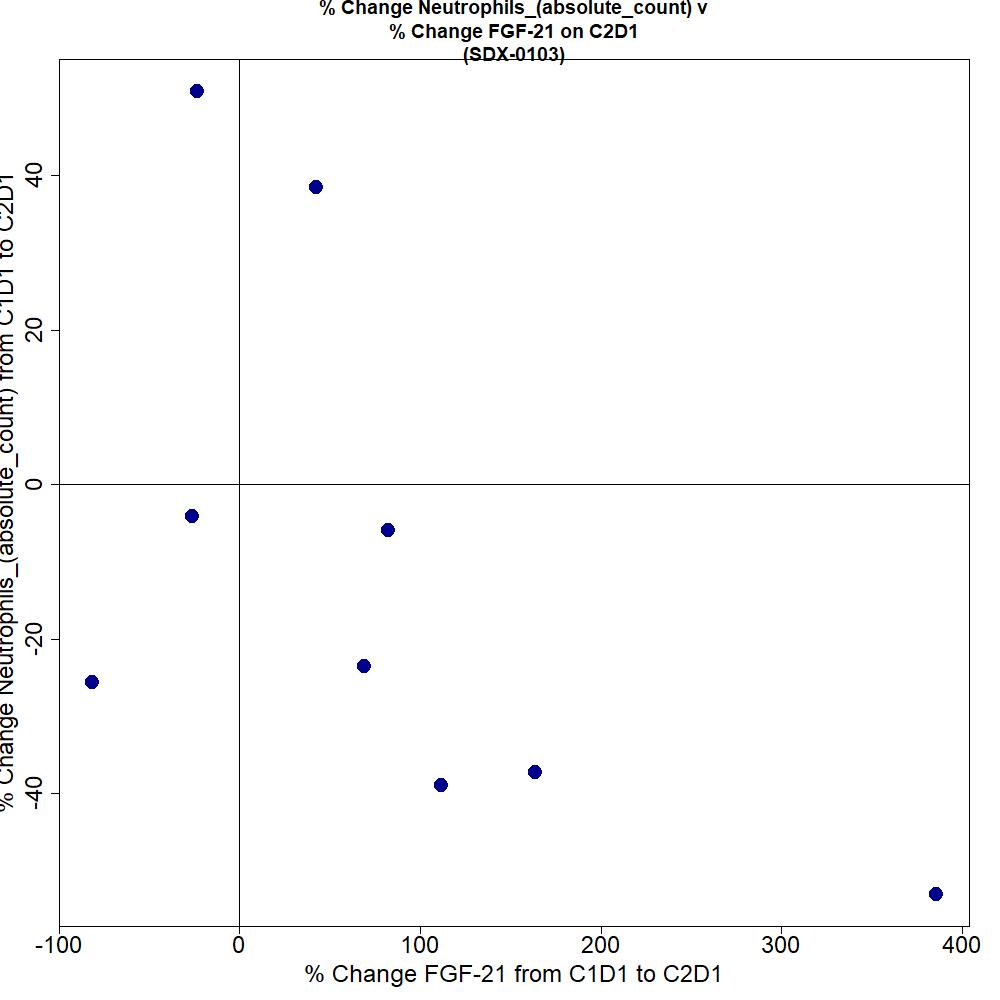 % Change Neutrophils_(absolute_count) v
% Change FGF-21 on C2D1
(SDX-0103)
% Change Neutrophils_(absolute_count) from C1D1 to C2D1
40
20
0
-20
-40
-100
0
100
200
300
400
% Change FGF-21 from C1D1 to C2D1